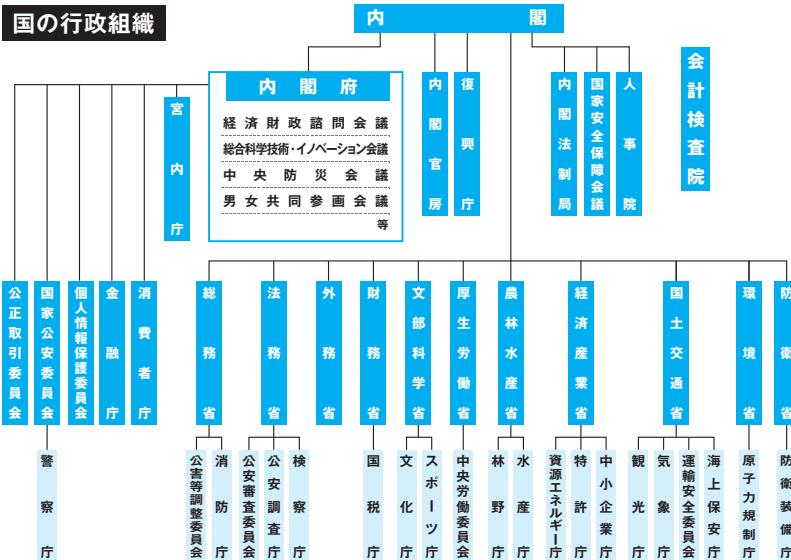 国の行政組織
内閣
内閣府
経済財政諮問会議
総合科学技術・イノベーション会議
中央防災会議
男女共同参画会議
等
宮内庁
内閣官房
復興庁
内閣法制局
国家安全保障会議
人事院
会計検査院
公正取引委員会
国家公安委員会
個人情報保護委員会
金融庁
消費者庁
総務省
法務省
外務省
財務省
文部科学省
厚生労働省
農林水産省
経済産業省
国土交通省
環境省
防衛省
警察庁
公害等調整委員会
消防庁
公安審査委員会
公安調査庁
検察庁
国税庁
文化庁
スポーツ庁
中央労働委員会
林野庁
水産庁
資源エネルギー庁
特許庁
中小企業庁
観光庁
気象庁
運輸安全委員会
海上保安庁
原子力規制庁
防衛装備庁